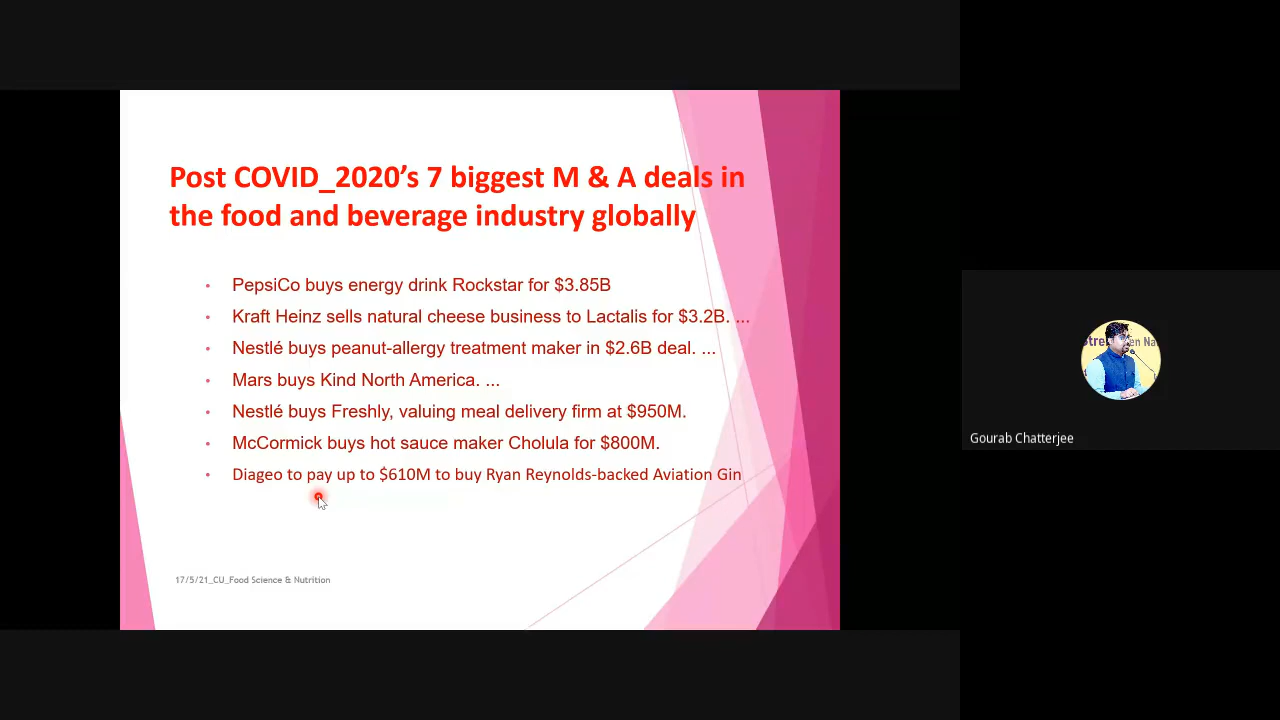 Post COVID_2020’s 7 biggest M & A deals in
the food and beverage industry globally
• PepsiCo buys energy drink Rockstar for $3.85B
• Kraft Heinz sells natural cheese business to Lactalis for $3.2B. ...
• Nestlé buys peanut-allergy treatment maker in $2.6B deal. ...
• Mars buys Kind North America. ...
• Nestlé buys Freshly, valuing meal delivery firm at $950M.
• McCormick buys hot sauce maker Cholula for $800M.
• Diageo to pay up to $610M to buy Ryan Reynolds-backed Aviation Gin
17/5/21_CU_Food Science & Nutrition
Gourab Chatterjee